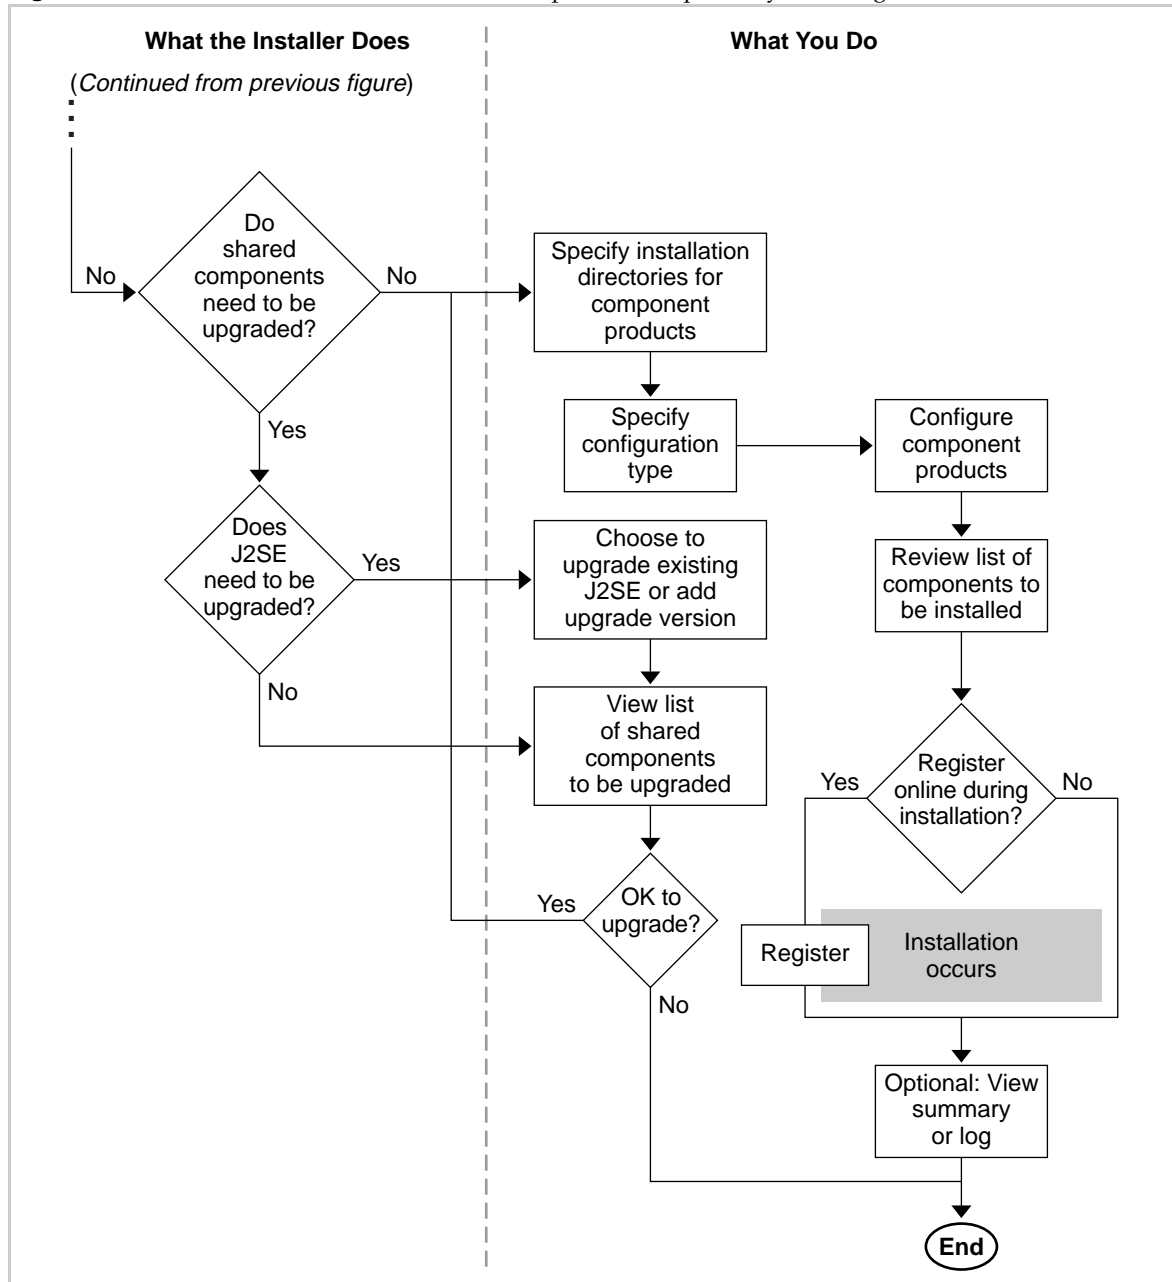 What the Installer Does
What You Do
(Continued from previous figure)
No
Do
shared
components
need to be
upgraded?
No
Specify installation
directories for
component
products
Yes
Specify
configuration
type
Configure
component
products
Does
J2SE
need to be
upgraded?
Yes
Choose to
upgrade existing
J2SE or add
upgrade version
Review list of
components to
be installed
No
View list
of shared
components
to be upgraded
Yes
Register
online during
installation?
No
Yes
OK to
upgrade?
Register
Installation
occurs
No
Optional: View
summary
or log
End